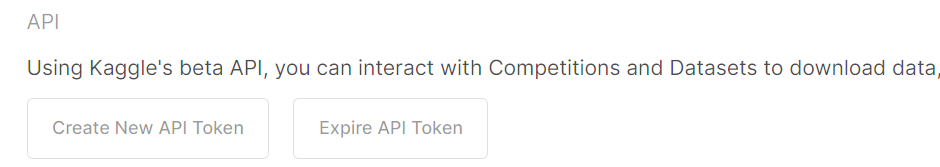 API
Using Kaggle's beta API, you can interact with Competitions and Datasets to download data,
Create New API Token
Expire API Token